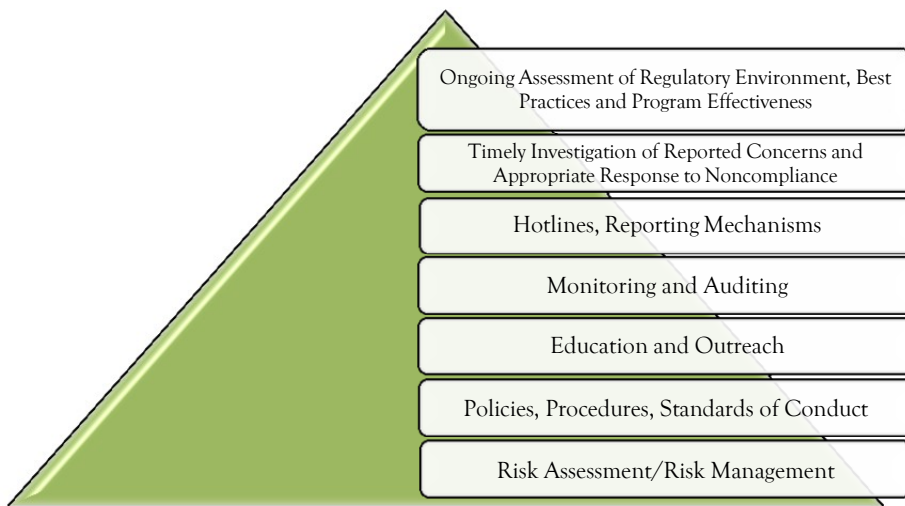 Ongoing Assessment of Regulatory Environment, Best
Practices and Program Effectiveness
Timely Investigation of Reported Concerns and
Appropriate Response to Noncompliance
Hotlines, Reporting Mechanisms
Monitoring and Auditing
Education and Outreach
Policies, Procedures, Standards of Conduct
Risk Assessment/Risk Management